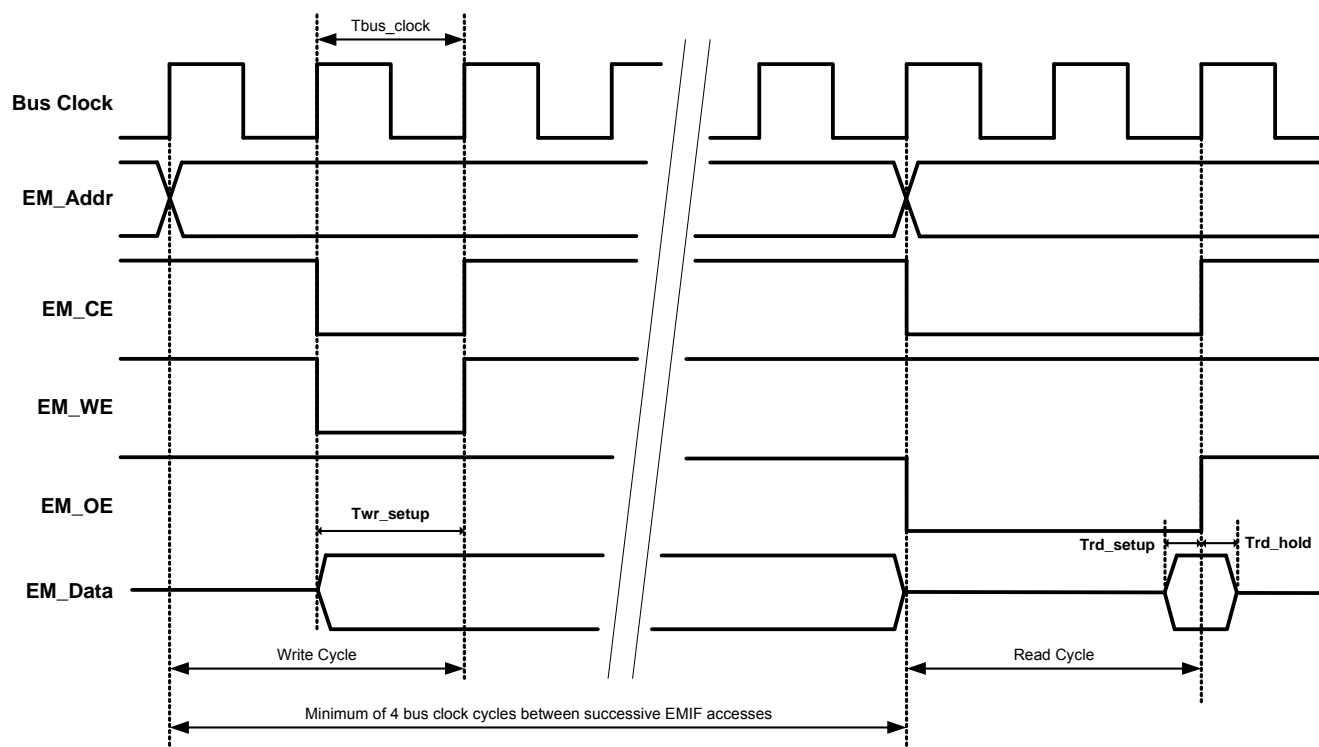 Tbus_clock
Bus Clock
EM_Addr
EM_CE
EM_WE
EM_OE
Twr_setup
Trd_setup
Trd_hold
EM_Data
Write Cycle
Read Cycle
Minimum of 4 bus clock cycles between successive EMIF accesses